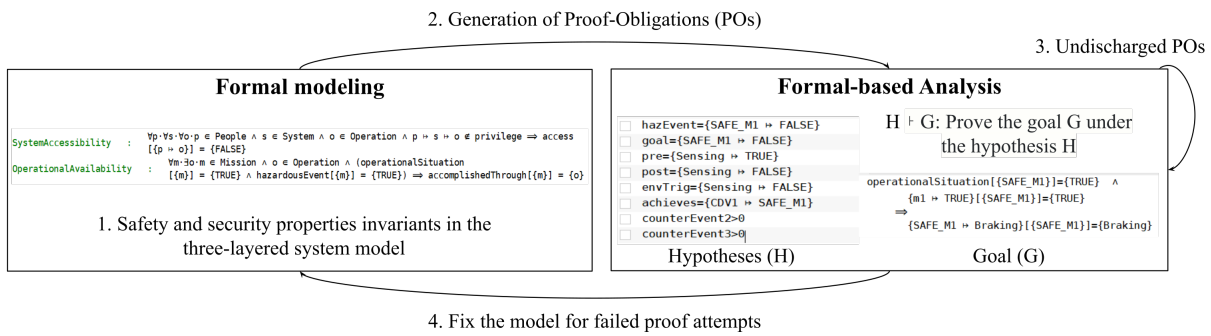 2. Generation of Proof-Obligations (POs)
3. Undischarged POs
Formal modeling
SystemAccessibility : ∀p·∀s·∀o·p ∈ People ∧ s ∈ System ∧ o ∈ Operation ∧ p ↦ s ↦ o ∉ privilege ⇒ access
[{p ↦ o}] = {FALSE}
OperationalAvailability : ∀m·∃o·m ∈ Mission ∧ o ∈ Operation ∧ (operationalSituation
[{m}] = {TRUE} ∧ hazardousEvent[{m}] = {TRUE}) ⇒ accomplishedThrough[{m}] = {o}
1. Safety and security properties invariants in the
three-layered system model
Formal-based Analysis
hazEvent={SAFE_M1 ↦ FALSE}
goal={SAFE_M1 ↦ FALSE}
pre={Sensing ↦ TRUE}
post={Sensing ↦ FALSE}
envTrig={Sensing ↦ FALSE}
achieves={CDV1 ↦ SAFE_M1}
counterEvent2>0
counterEvent3>0
Hypotheses (H)
H ⊦ G: Prove the goal G under
the hypothesis H
operationalSituation[{SAFE_M1}]={TRUE} ∧
{m1 ↦ TRUE}[{SAFE_M1}]={TRUE}
⇒
{SAFE_M1 ↦ Braking}[{SAFE_M1}]={Braking}
Goal (G)
4. Fix the model for failed proof attempts